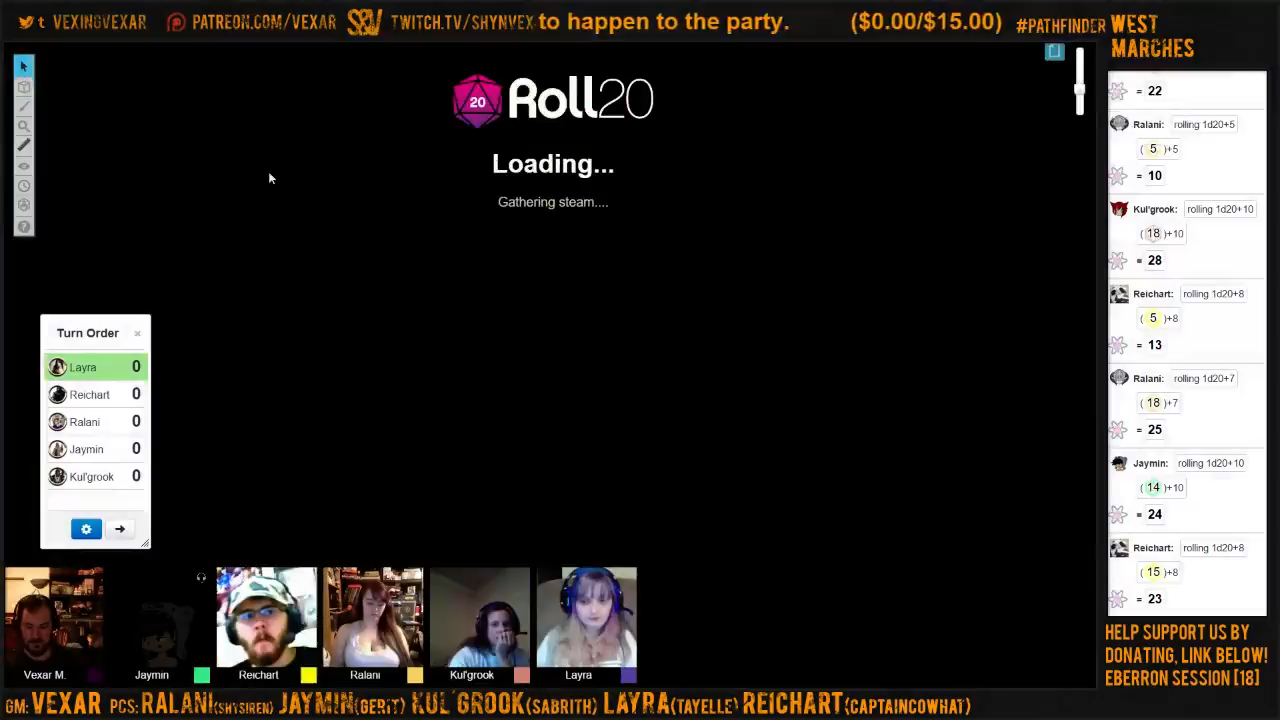 t VEXINGVEXAR PATREON.COM/VEXAR TWITCH.TV/SHYNVEX to happen to the party. ($0.00/$15.00) #PATHFINDER
WEST
MARCHES
20 Roll20
Loading...
Gathering steam....
Turn Order ×
Layra 0
Reichart 0
Ralani 0
Jaymin 0
Kul'grook 0
= 22
Ralani: rolling 1d20+5
(5)+5
= 10
Kul'grook: rolling 1d20+10
(18)+10
= 28
Reichart: rolling 1d20+8
(5)+8
= 13
Ralani: rolling 1d20+7
(18)+7
= 25
Jaymin: rolling 1d20+10
(14)+10
= 24
Reichart: rolling 1d20+8
(15)+8
= 23
Vexar M. Jaymin Reichart Ralani Kul'grook Layra
HELP SUPPORT US BY
DONATING, LINK BELOW!
EBERRON SESSION [18]
GM: VEXAR PCS: RALANI(SHYSIREN) JAYMIN(GERIT) KUL'GROOK(SABRITH) LAYRA(TAYELLE) REICHART(CAPTAINCOWHAT)